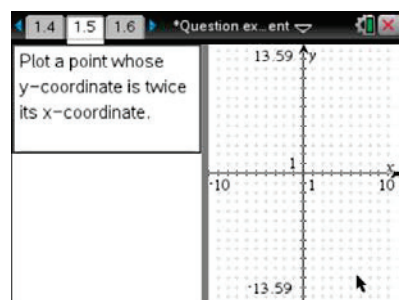 1.4 1.5 1.6 *Question ex...ent
Plot a point whose
y-coordinate is twice
its x-coordinate.
13.59 y
1 x
-10 1 10
-13.59